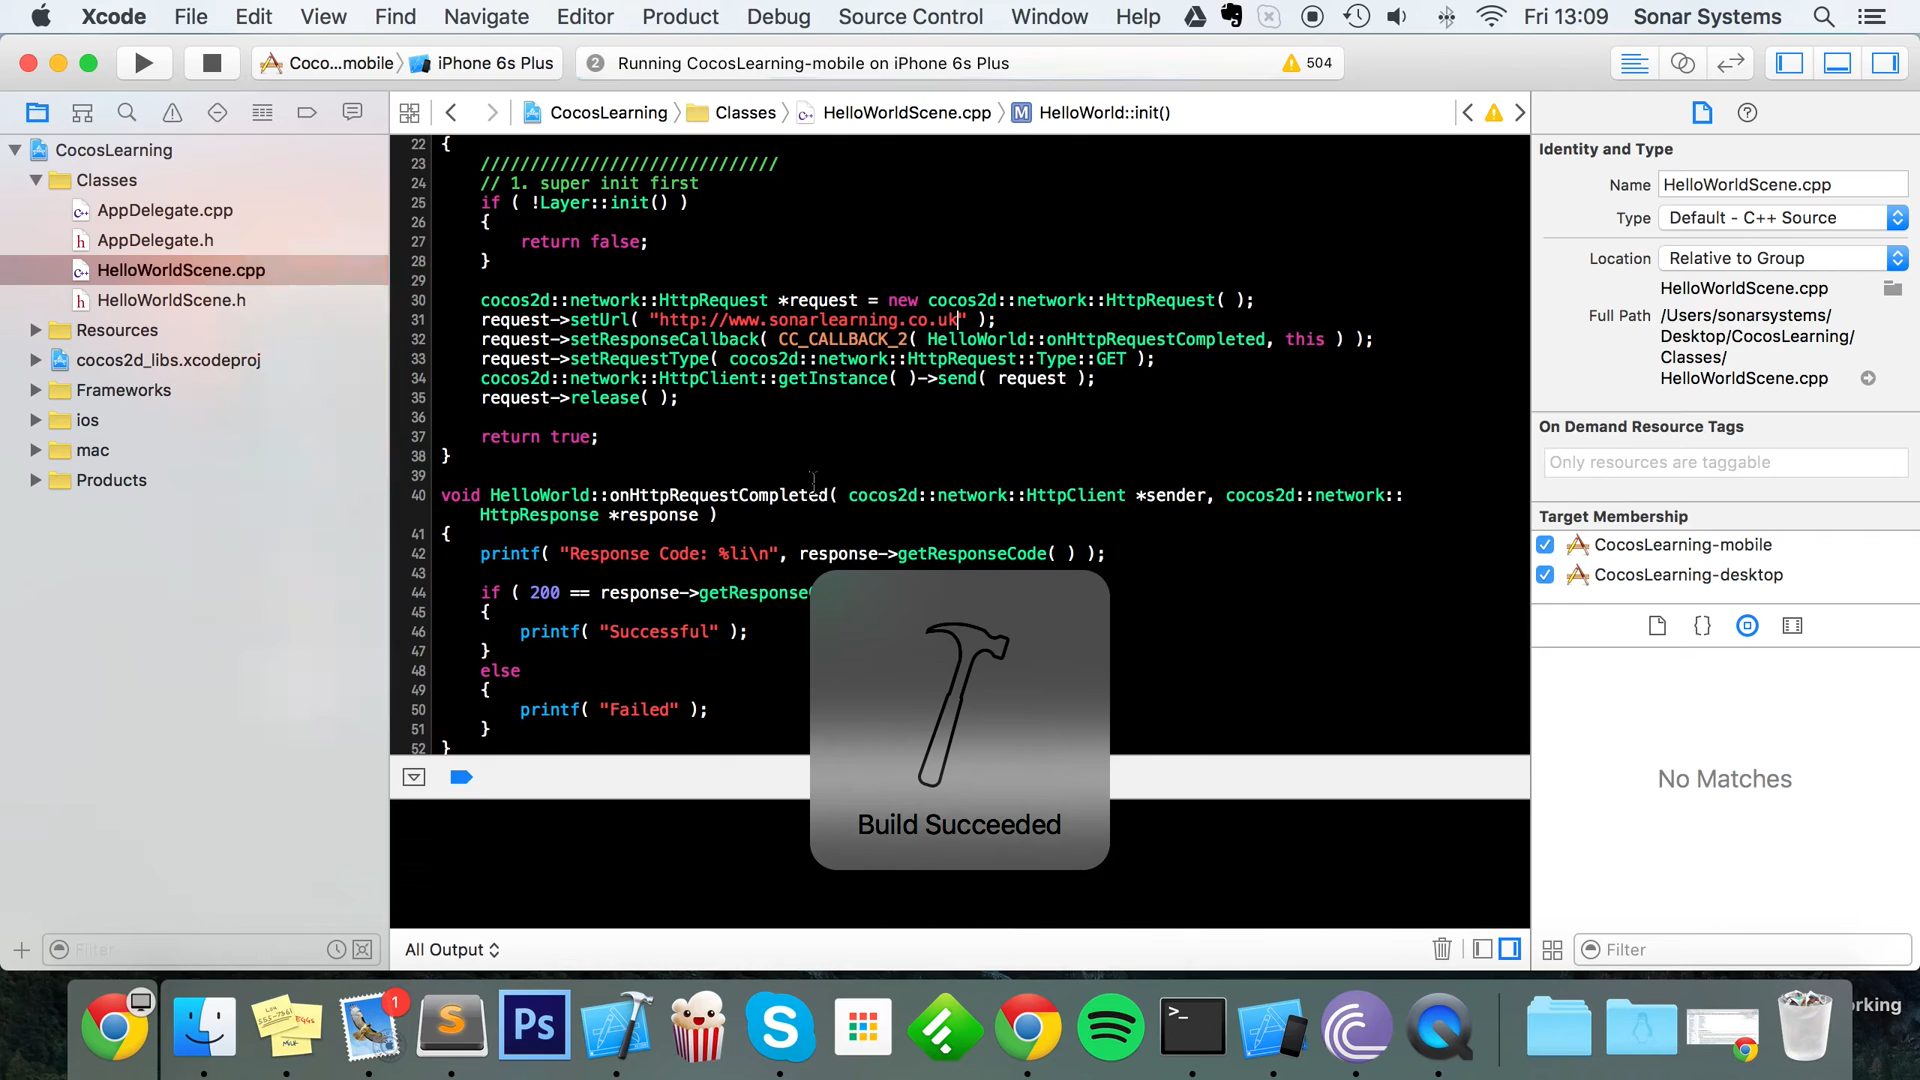 Xcode File Edit View Find Navigate Editor Product Debug Source Control Window Help Fri 13:09 Sonar Systems
Coco...mobile iPhone 6s Plus 2 Running CocosLearning-mobile on iPhone 6s Plus 504
CocosLearning Classes HelloWorldScene.cpp M HelloWorld::init()
CocosLearning
Classes
AppDelegate.cpp
AppDelegate.h
HelloWorldScene.cpp
HelloWorldScene.h
Resources
cocos2d_libs.xcodeproj
Frameworks
ios
mac
Products
Filter
22 {
23 //////////////////////////////
24 // 1. super init first
25 if ( !Layer::init() )
26 {
27 return false;
28 }
29
30 cocos2d::network::HttpRequest *request = new cocos2d::network::HttpRequest( );
31 request->setUrl( "http://www.sonarlearning.co.uk" );
32 request->setResponseCallback( CC_CALLBACK_2( HelloWorld::onHttpRequestCompleted, this ) );
33 request->setRequestType( cocos2d::network::HttpRequest::Type::GET );
34 cocos2d::network::HttpClient::getInstance( )->send( request );
35 request->release( );
36
37 return true;
38 }
39
40 void HelloWorld::onHttpRequestCompleted( cocos2d::network::HttpClient *sender, cocos2d::network::
HttpResponse *response )
41 {
42 printf( "Response Code: %li\n", response->getResponseCode( ) );
43
44 if ( 200 == response->getResponse
45 {
46 printf( "Successful" );
47 }
48 else
49 {
50 printf( "Failed" );
51 }
52 }
Build Succeeded
All Output
Identity and Type
Name HelloWorldScene.cpp
Type Default - C++ Source
Location Relative to Group
HelloWorldScene.cpp
Full Path /Users/sonarsystems/
Desktop/CocosLearning/
Classes/
HelloWorldScene.cpp
On Demand Resource Tags
Only resources are taggable
Target Membership
CocosLearning-mobile
CocosLearning-desktop
No Matches
Filter
1
S
Ps
S
>_
orking